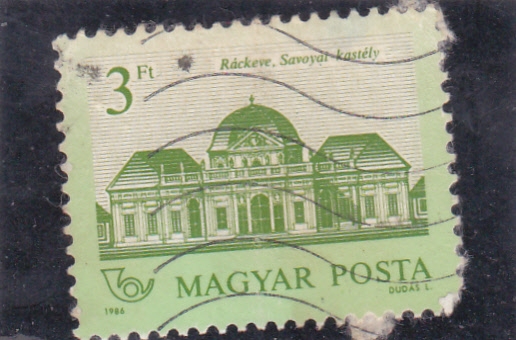 3 Ft
Ráckeve, Savoyai kastély
MAGYAR POSTA
DUDÁS L.
1986